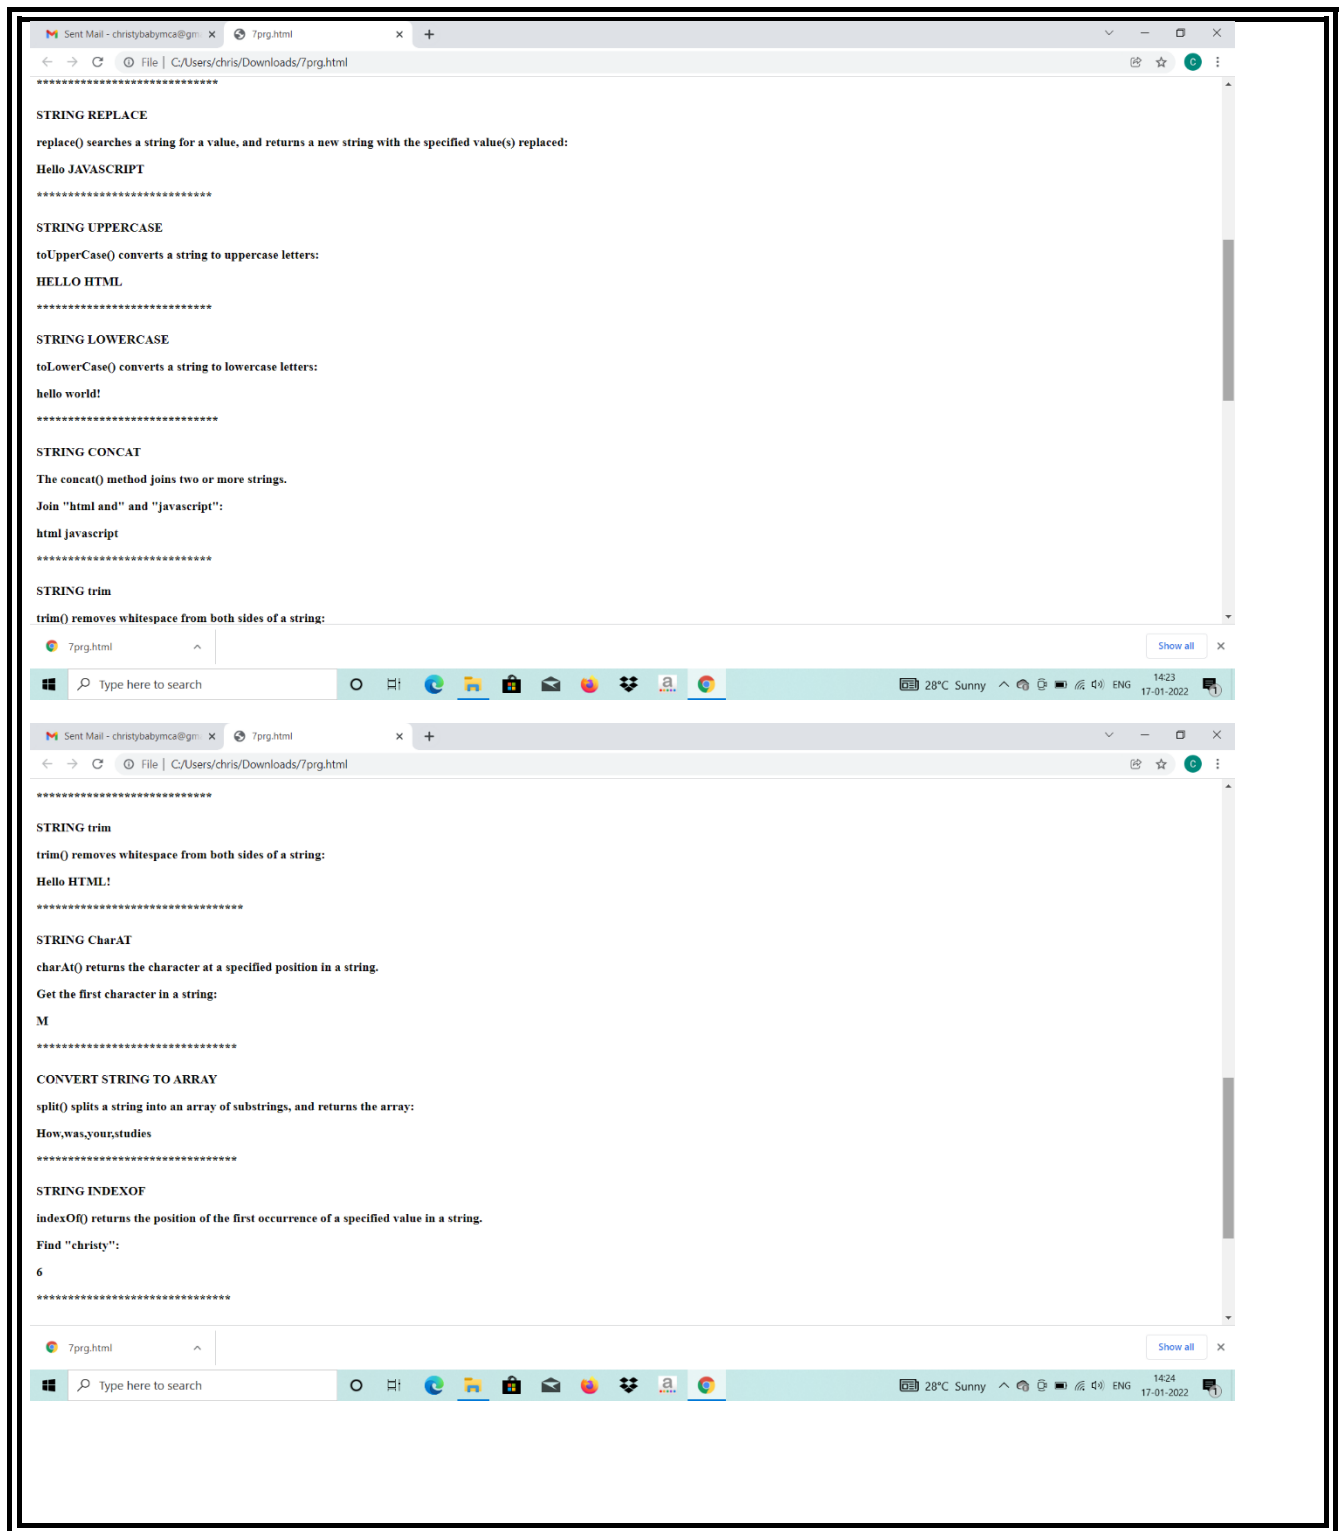 Sent Mail - christybabymca@gm
7prg.html
File | C:/Users/chris/Downloads/7prg.html
C
*****************************
STRING REPLACE
replace() searches a string for a value, and returns a new string with the specified value(s) replaced:
Hello JAVASCRIPT
****************************
STRING UPPERCASE
toUpperCase() converts a string to uppercase letters:
HELLO HTML
****************************
STRING LOWERCASE
toLowerCase() converts a string to lowercase letters:
hello world!
*****************************
STRING CONCAT
The concat() method joins two or more strings.
Join "html and" and "javascript":
html javascript
****************************
STRING trim
trim() removes whitespace from both sides of a string:
7prg.html
Show all
Type here to search
a
28°C Sunny
ENG
14:23
17-01-2022
1
Sent Mail - christybabymca@gm
7prg.html
File | C:/Users/chris/Downloads/7prg.html
C
****************************
STRING trim
trim() removes whitespace from both sides of a string:
Hello HTML!
*********************************
STRING CharAT
charAt() returns the character at a specified position in a string.
Get the first character in a string:
M
********************************
CONVERT STRING TO ARRAY
split() splits a string into an array of substrings, and returns the array:
How,was,your,studies
********************************
STRING INDEXOF
indexOf() returns the position of the first occurrence of a specified value in a string.
Find "christy":
6
*******************************
7prg.html
Show all
Type here to search
a
28°C Sunny
ENG
14:24
17-01-2022
1